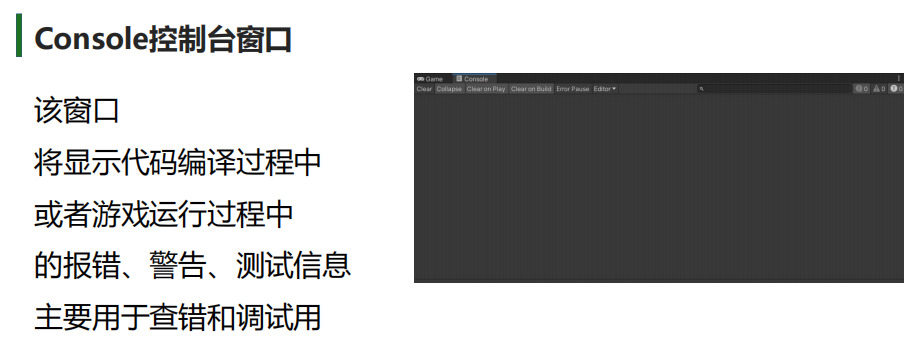 Console控制台窗口
该窗口
将显示代码编译过程中
或者游戏运行过程中
的报错、警告、测试信息
主要用于查错和调试用
Game Console
Clear Collapse Clear on Play Clear on Build Error Pause Editor 0 0 0